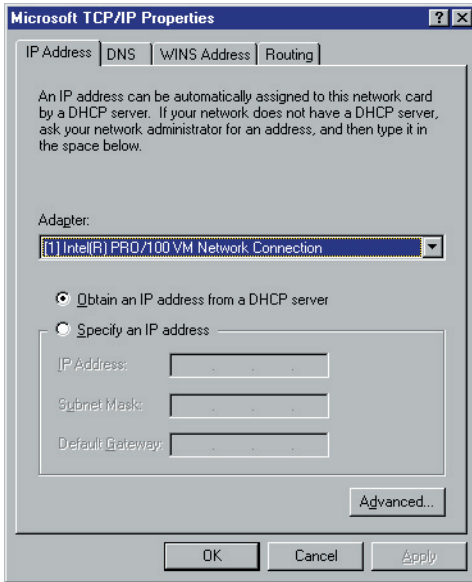 Microsoft TCP/IP Properties
? X
IP Address DNS WINS Address Routing
An IP address can be automatically assigned to this network card
by a DHCP server. If your network does not have a DHCP server,
ask your network administrator for an address, and then type it in
the space below.
Adapter:
[1] Intel(R) PRO/100 VM Network Connection
Obtain an IP address from a DHCP server
Specify an IP address
IP Address:
Subnet Mask:
Default Gateway:
Advanced...
OK Cancel Apply